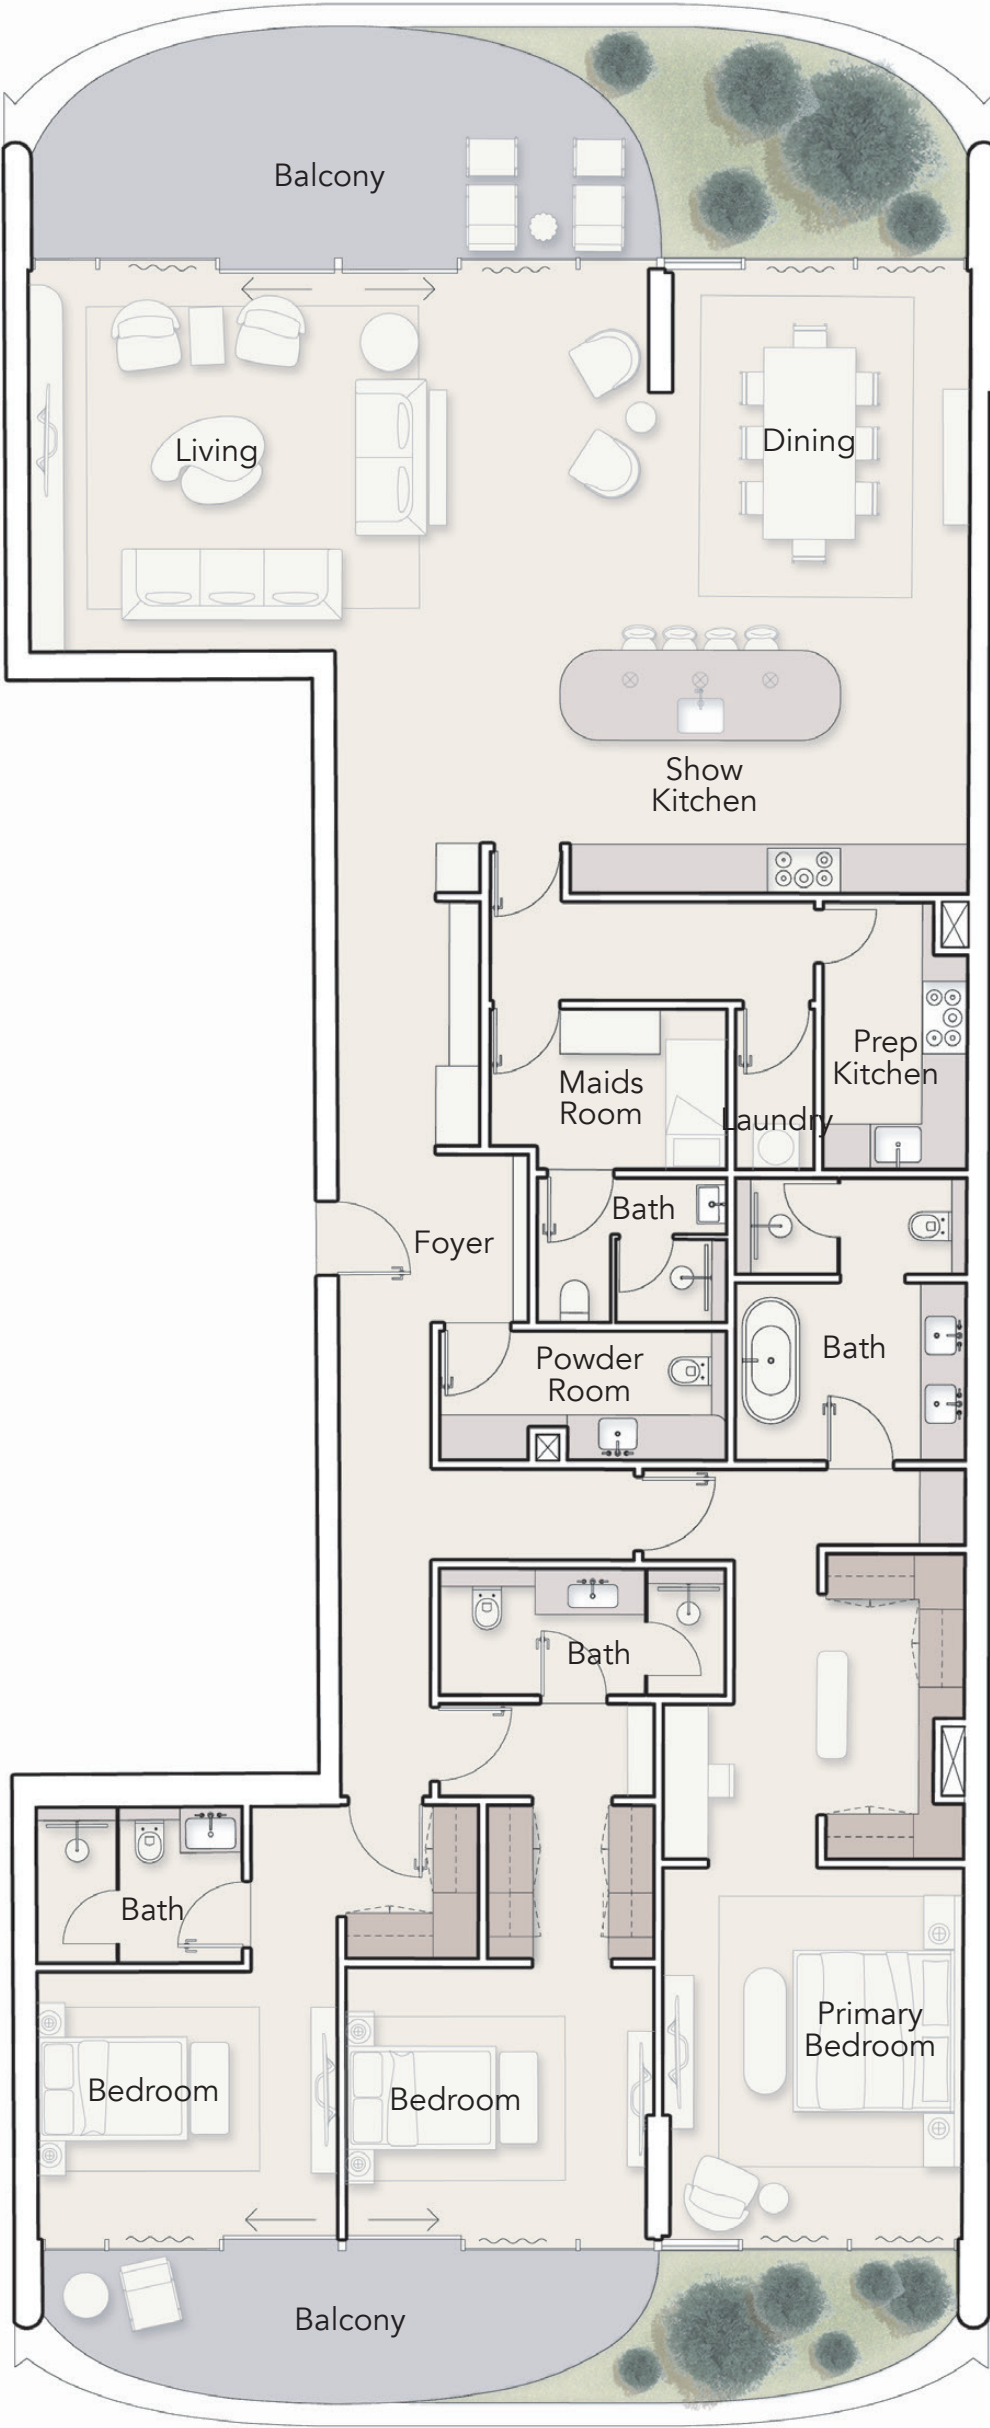 Balcony
Living
Dining
Show
Kitchen
Prep
Kitchen
Maids
Room
Laundry
Bath
Foyer
Bath
Powder
Room
Bath
Bath
Primary
Bedroom
Bedroom
Bedroom
Balcony